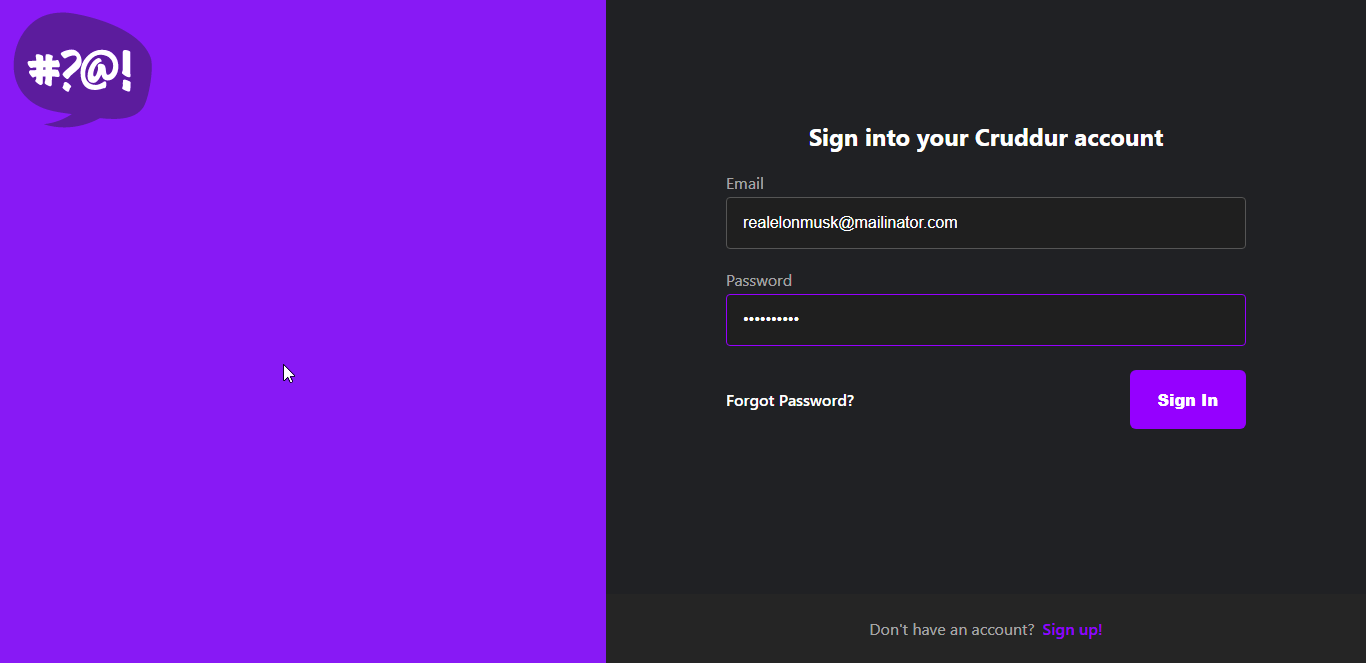 #?@!
Sign into your Cruddur account
Email
realelonmusk@mailinator.com
Password
••••••••••
Forgot Password?
Sign In
Don't have an account? Sign up!